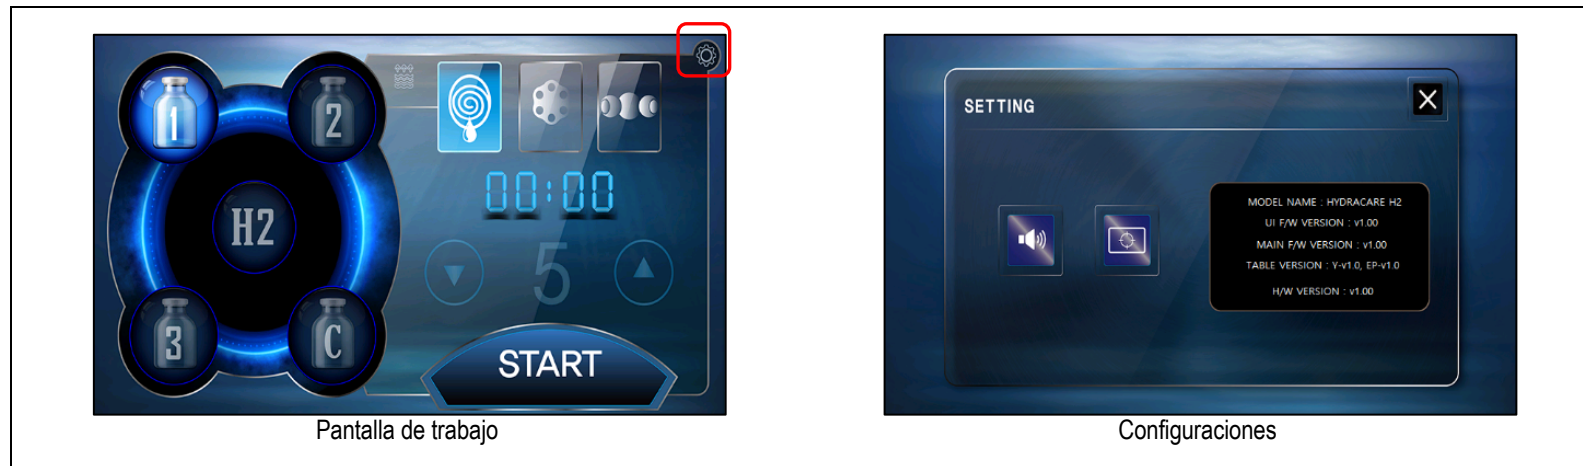 1
2
H2
00:00
5
3
C
START
Pantalla de trabajo
SETTING
MODEL NAME : HYDRACARE H2
UI F/W VERSION : v1.00
MAIN F/W VERSION : v1.00
TABLE VERSION : Y-v1.0, EP-v1.0
H/W VERSION : v1.00
Configuraciones